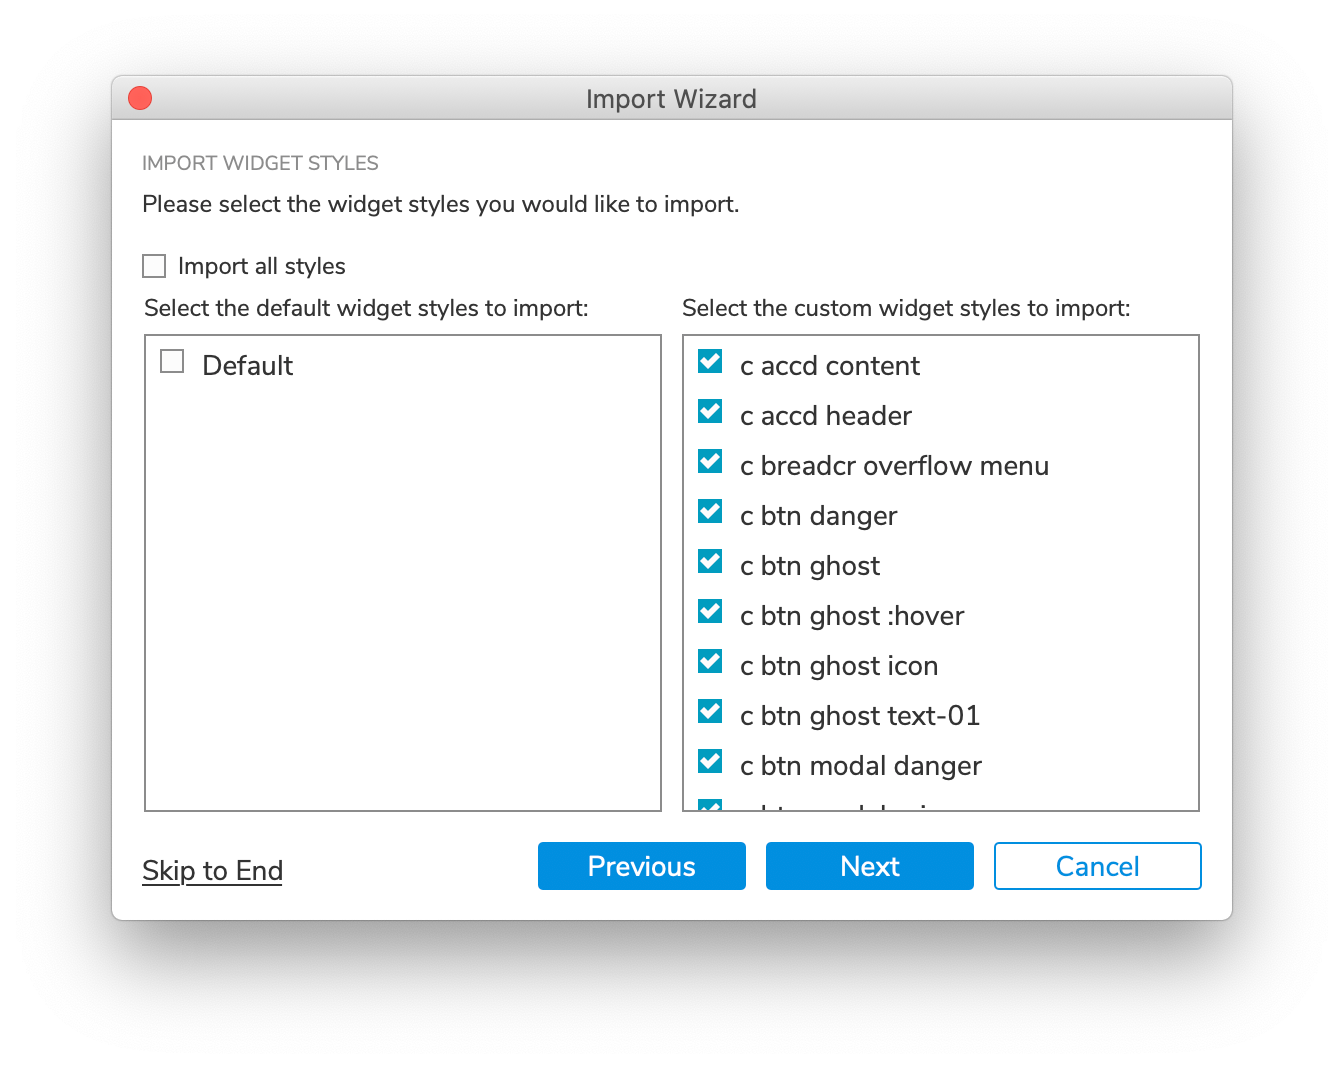 Import Wizard
IMPORT WIDGET STYLES
Please select the widget styles you would like to import.
Import all styles
Select the default widget styles to import:
Default
Select the custom widget styles to import:
c accd content
c accd header
c breadcr overflow menu
c btn danger
c btn ghost
c btn ghost :hover
c btn ghost icon
c btn ghost text-01
c btn modal danger
Skip to End
Previous
Next
Cancel